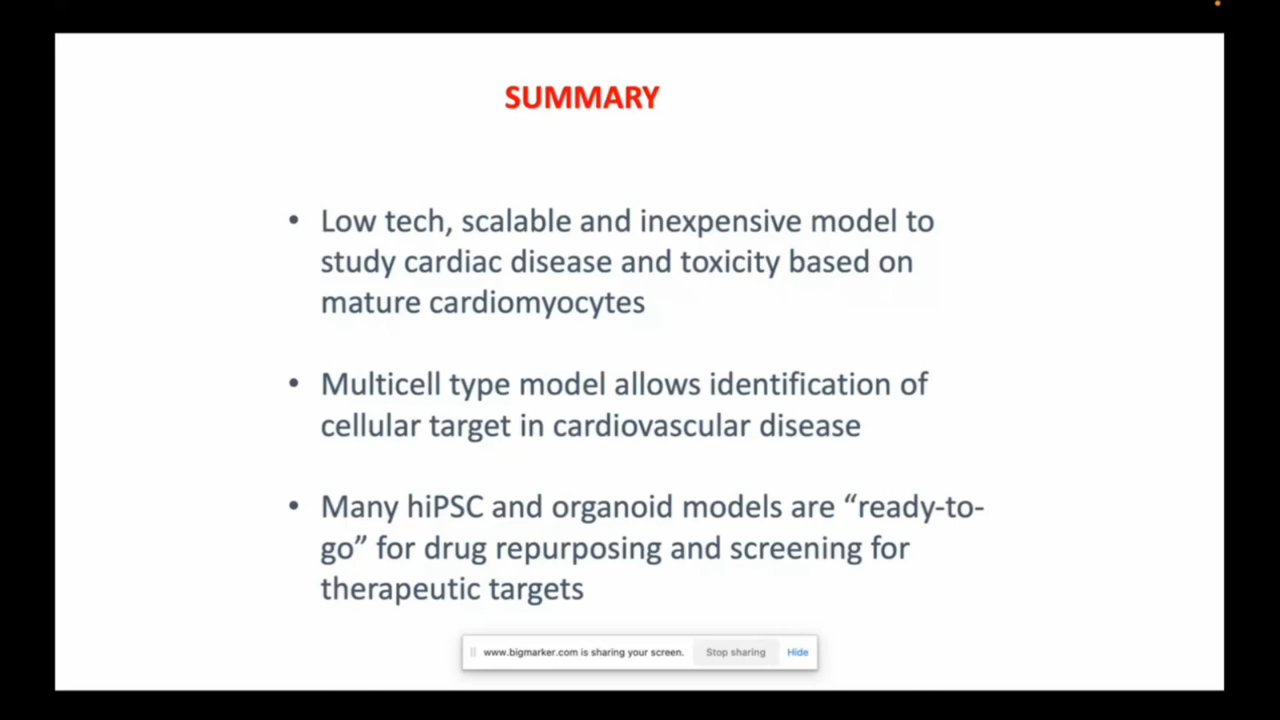 SUMMARY
• Low tech, scalable and inexpensive model to
study cardiac disease and toxicity based on
mature cardiomyocytes
• Multicell type model allows identification of
cellular target in cardiovascular disease
• Many hiPSC and organoid models are “ready-to-
go” for drug repurposing and screening for
therapeutic targets
www.bigmarker.com is sharing your screen. Stop sharing Hide